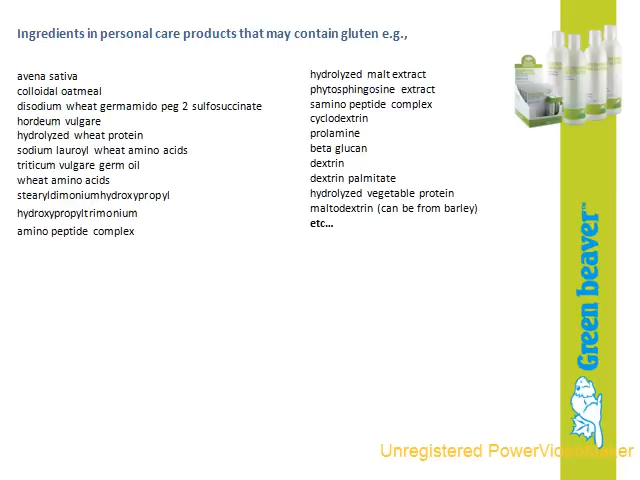 Ingredients in personal care products that may contain gluten e.g.,
avena sativa
colloidal oatmeal
disodium wheat germamido peg 2 sulfosuccinate
hordeum vulgare
hydrolyzed wheat protein
sodium lauroyl wheat amino acids
triticum vulgare germ oil
wheat amino acids
stearyldimoniumhydroxypropyl
hydroxypropyltrimonium
amino peptide complex
hydrolyzed malt extract
phytosphingosine extract
samino peptide complex
cyclodextrin
prolamine
beta glucan
dextrin
dextrin palmitate
hydrolyzed vegetable protein
maltodextrin (can be from barley)
etc...
Green beaver™
Unregistered PowerVideoMaker